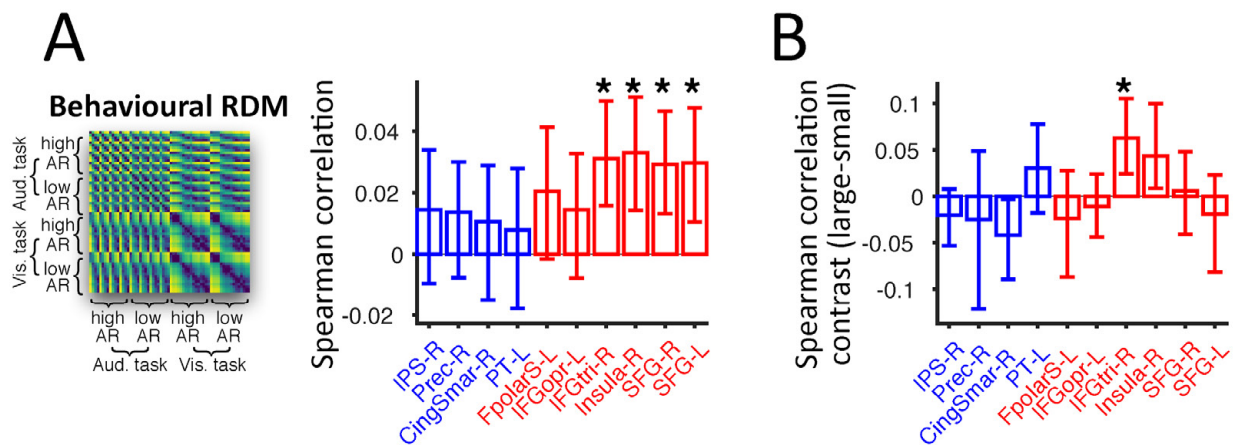 A
Behavioural RDM
Aud. task
high
AR
low
AR
Vis. task
high
AR
low
AR
high
AR
low
AR
high
AR
low
AR
Aud. task
Vis. task
Spearman correlation
0.04
0.02
0
-0.02
* * * *
IPS-R
Prec-R
CingSmar-R
PT-L
FpolarS-L
IFGopr-L
IFGtri-R
Insula-R
SFG-R
SFG-L
B
Spearman correlation
contrast (large-small)
0.1
0.05
0
-0.05
-0.1
*
IPS-R
Prec-R
CingSmar-R
PT-L
FpolarS-L
IFGopr-L
IFGtri-R
Insula-R
SFG-R
SFG-L